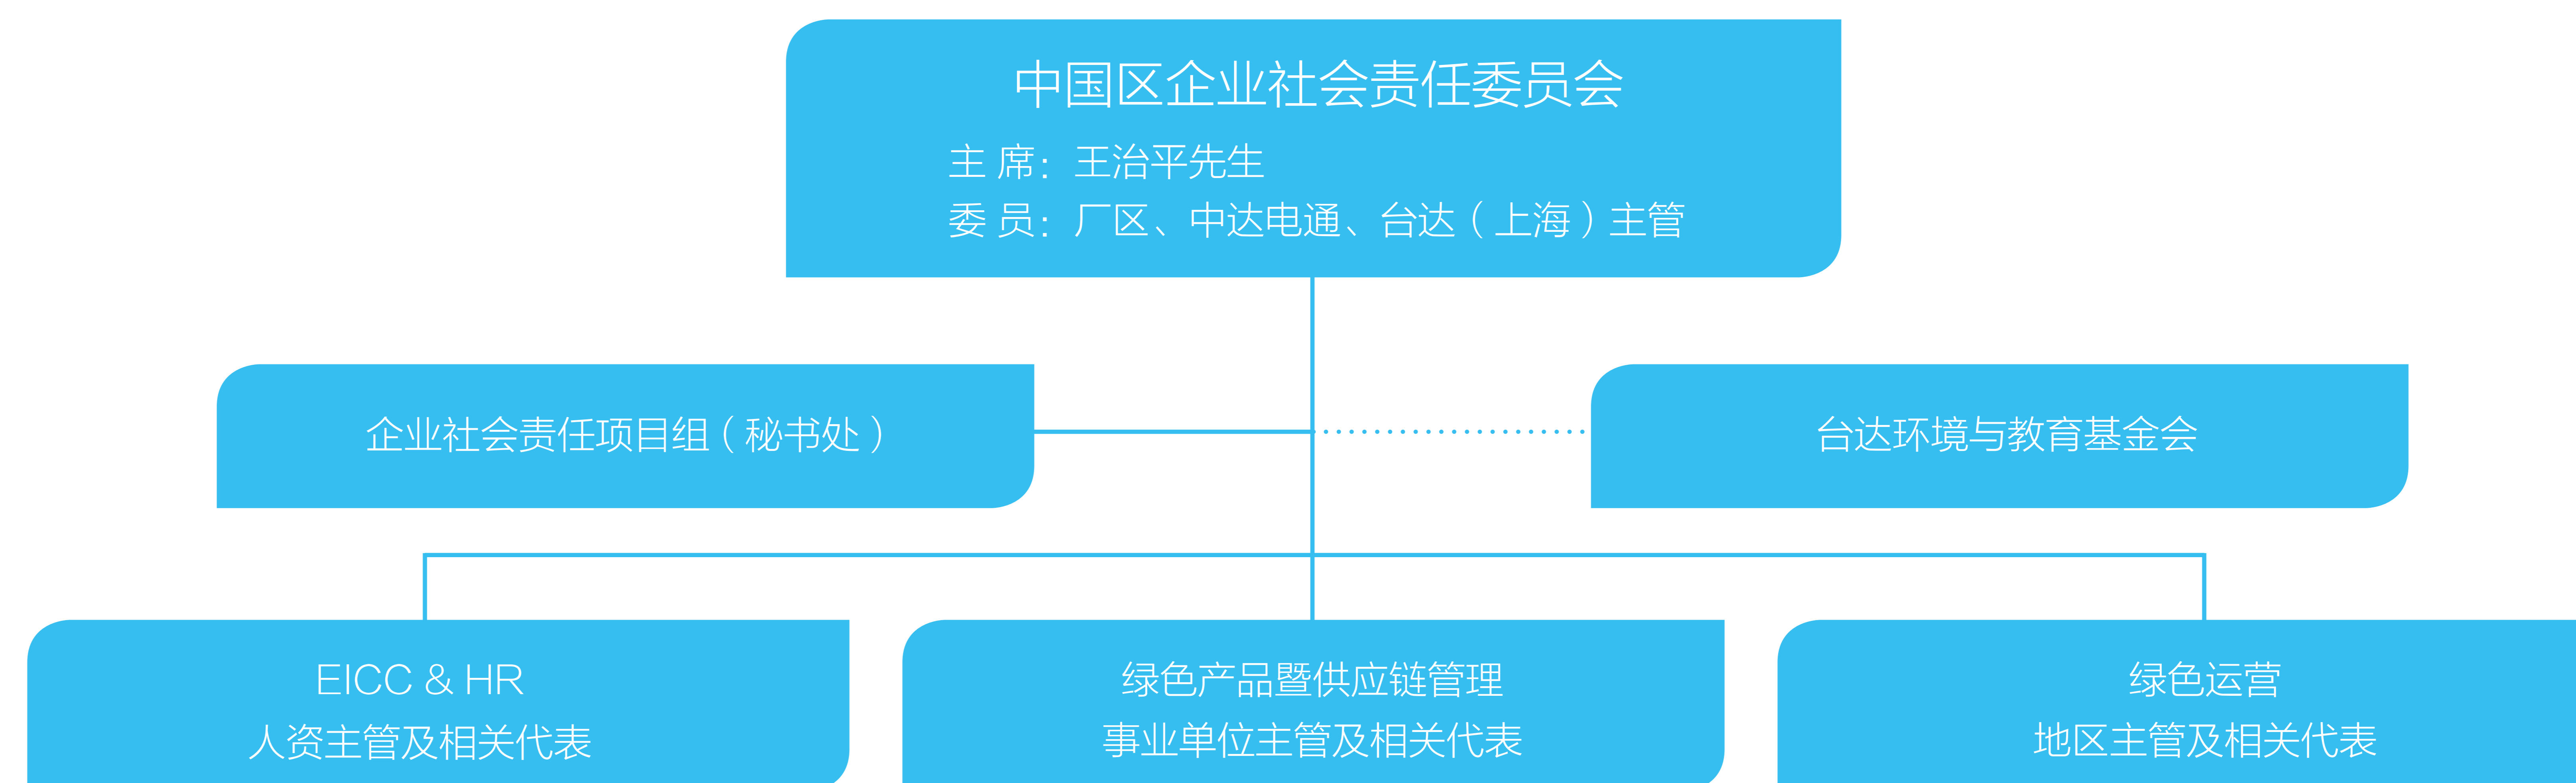 中国区企业社会责任委员会
主 席：王治平先生
委 员：厂区、中达电通、台达（上海）主管
企业社会责任项目组（秘书处）
台达环境与教育基金会
EICC & HR
人资主管及相关代表
绿色产品暨供应链管理
事业单位主管及相关代表
绿色运营
地区主管及相关代表